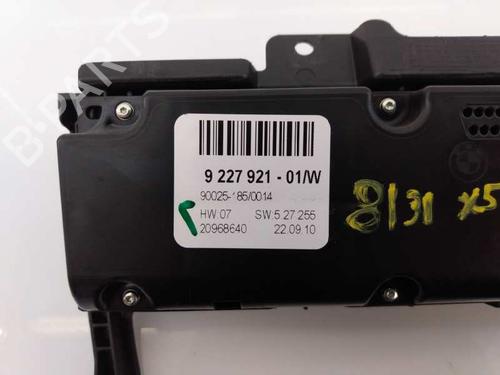 B-PARTS
9 227 921 - 01/W
90025-185/0014
HW:07 SW:5.27.255
20968640 22.09.10
8131 X5